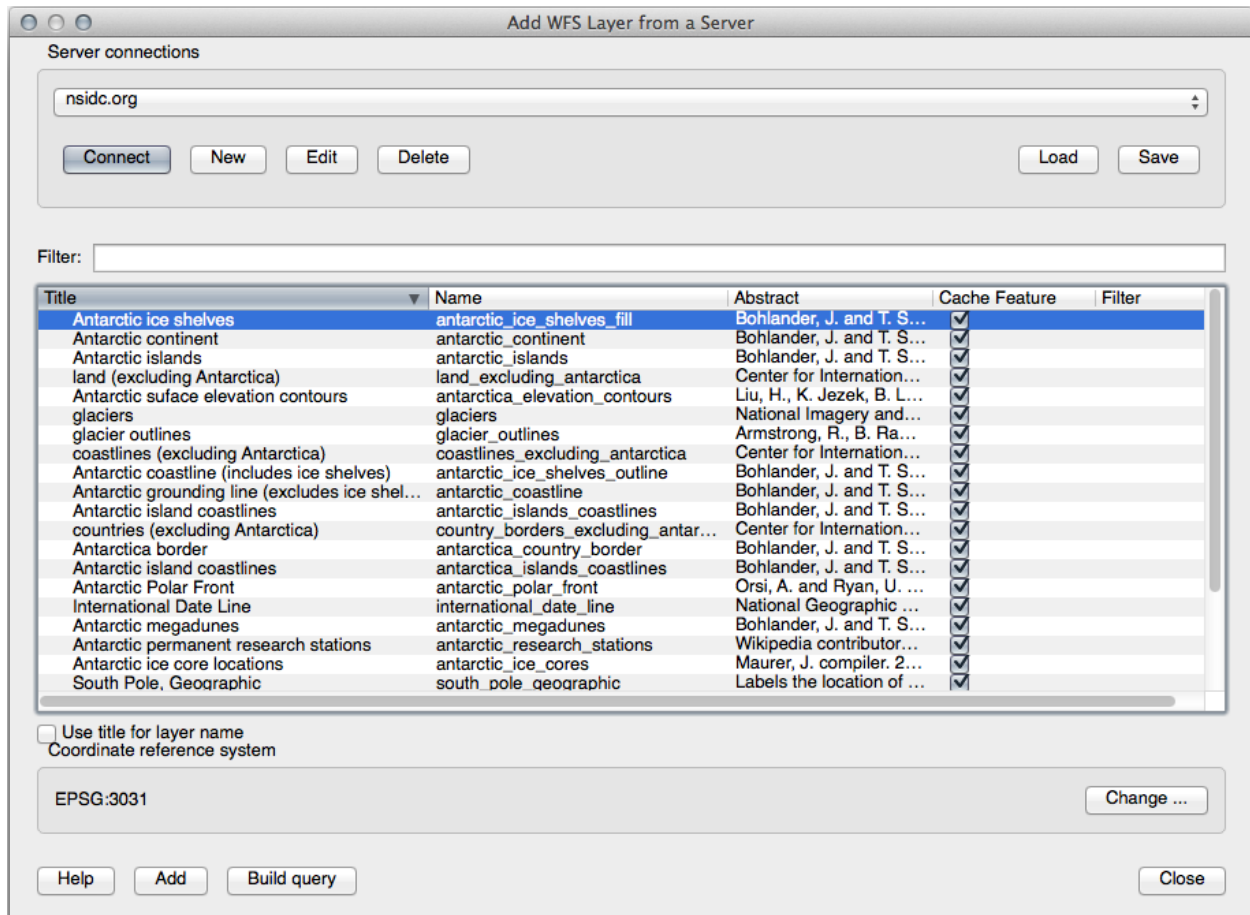 Add WFS Layer from a Server
Server connections
nsidc.org
Connect New Edit Delete Load Save
Filter:
Title Name Abstract Cache Feature Filter
Antarctic ice shelves antarctic_ice_shelves_fill Bohlander, J. and T. S...
Antarctic continent antarctic_continent Bohlander, J. and T. S...
Antarctic islands antarctic_islands Bohlander, J. and T. S...
land (excluding Antarctica) land_excluding_antarctica Center for Internation...
Antarctic suface elevation contours antarctica_elevation_contours Liu, H., K. Jezek, B. L...
glaciers glaciers National Imagery and...
glacier outlines glacier_outlines Armstrong, R., B. Ra...
coastlines (excluding Antarctica) coastlines_excluding_antarctica Center for Internation...
Antarctic coastline (includes ice shelves) antarctic_ice_shelves_outline Bohlander, J. and T. S...
Antarctic grounding line (excludes ice shel... antarctic_coastline Bohlander, J. and T. S...
Antarctic island coastlines antarctic_islands_coastlines Bohlander, J. and T. S...
countries (excluding Antarctica) country_borders_excluding_antar... Center for Internation...
Antarctica border antarctica_country_border Bohlander, J. and T. S...
Antarctic island coastlines antarctica_islands_coastlines Bohlander, J. and T. S...
Antarctic Polar Front antarctic_polar_front Orsi, A. and Ryan, U. ...
International Date Line international_date_line National Geographic ...
Antarctic megadunes antarctic_megadunes Bohlander, J. and T. S...
Antarctic permanent research stations antarctic_research_stations Wikipedia contributor...
Antarctic ice core locations antarctic_ice_cores Maurer, J. compiler. 2...
South Pole, Geographic south_pole_geographic Labels the location of ...
Use title for layer name
Coordinate reference system
EPSG:3031 Change ...
Help Add Build query Close